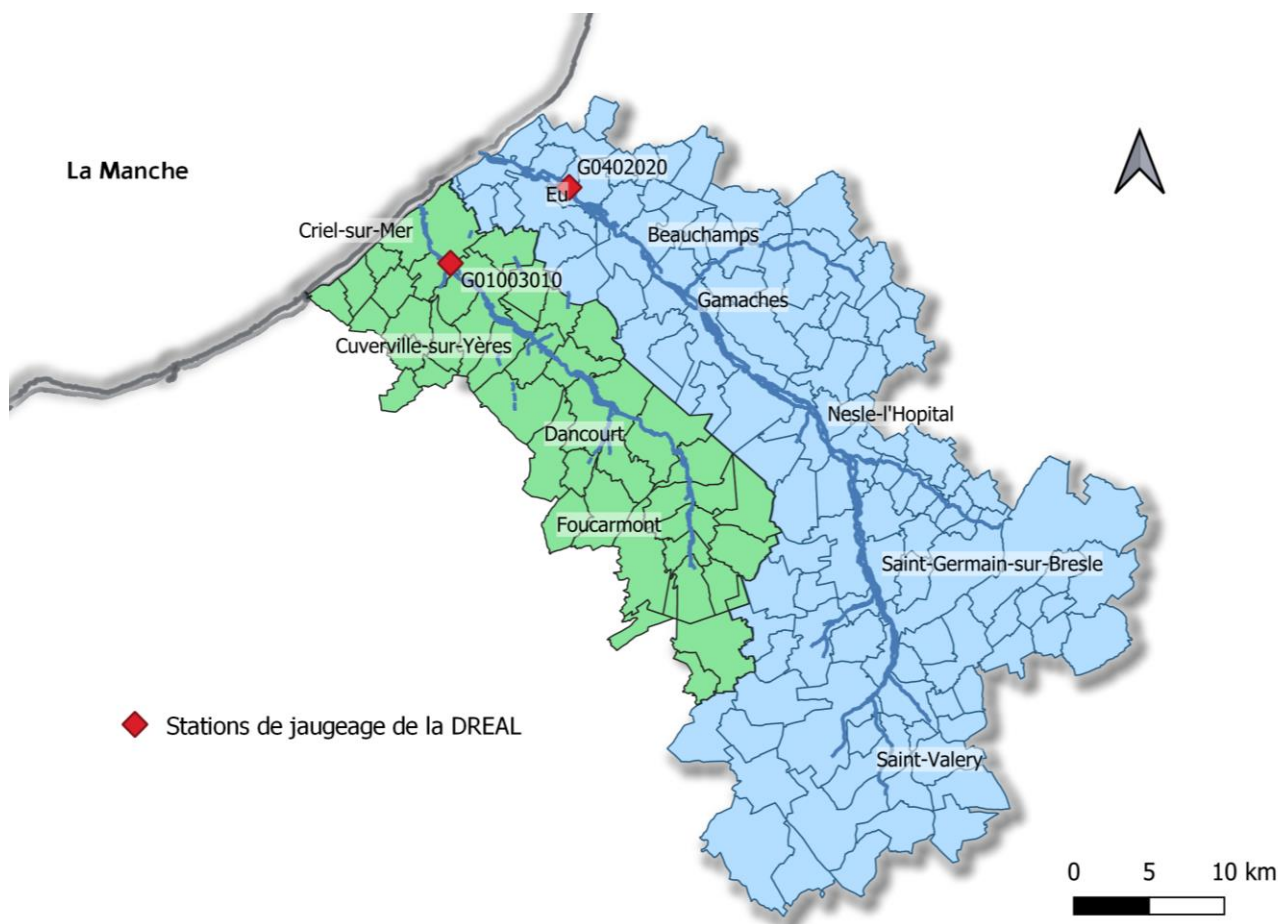 La Manche
G0402020
Eu
Criel-sur-Mer
Beauchamps
G01003010
Gamaches
Cuverville-sur-Yères
Nesle-l'Hopital
Dancourt
Foucarmont
Saint-Germain-sur-Bresle
Stations de jaugeage de la DREAL
Saint-Valery
0 5 10 km